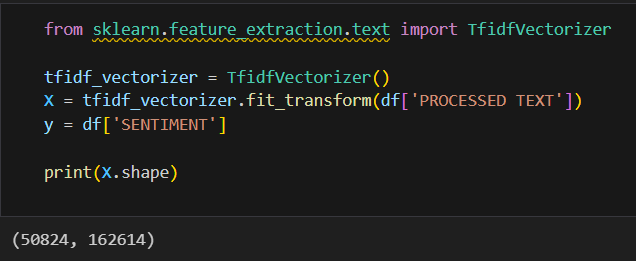 from sklearn.feature_extraction.text import TfidfVectorizer
tfidf_vectorizer = TfidfVectorizer()
X = tfidf_vectorizer.fit_transform(df['PROCESSED TEXT'])
y = df['SENTIMENT']
print(X.shape)
(50824, 162614)